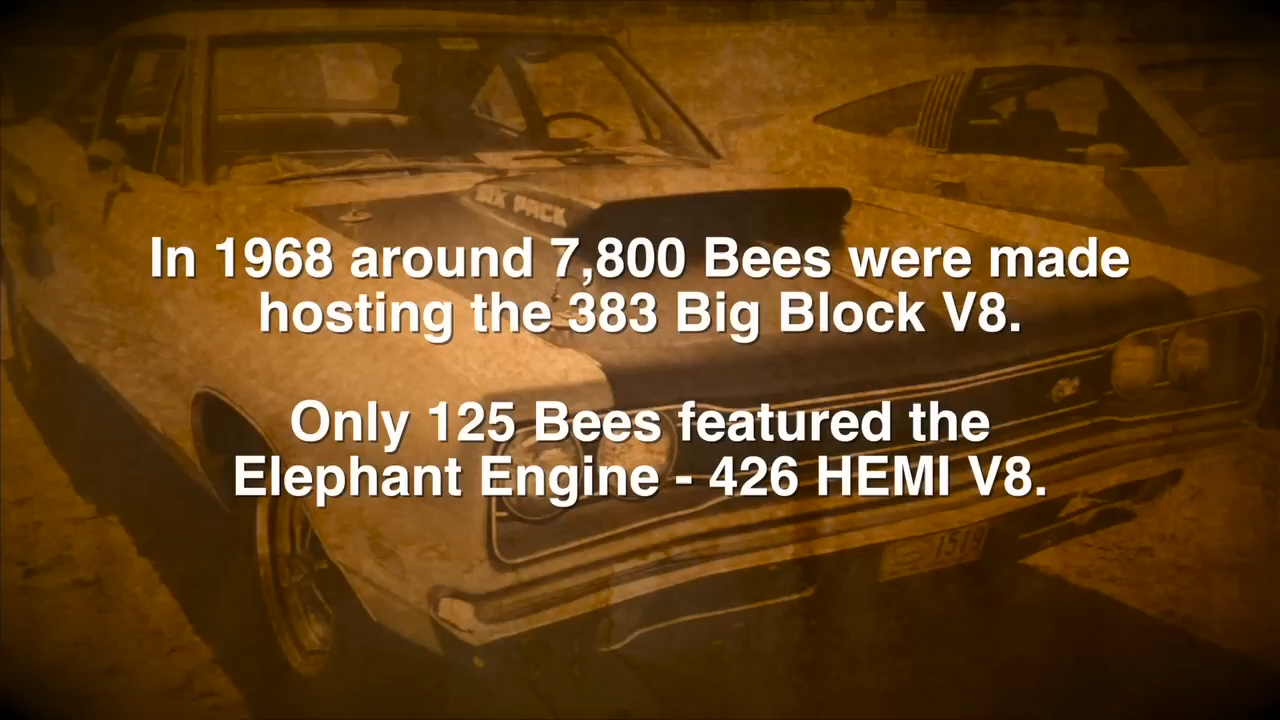 SIX PACK
In 1968 around 7,800 Bees were made
hosting the 383 Big Block V8.
Only 125 Bees featured the
Elephant Engine - 426 HEMI V8.
1519